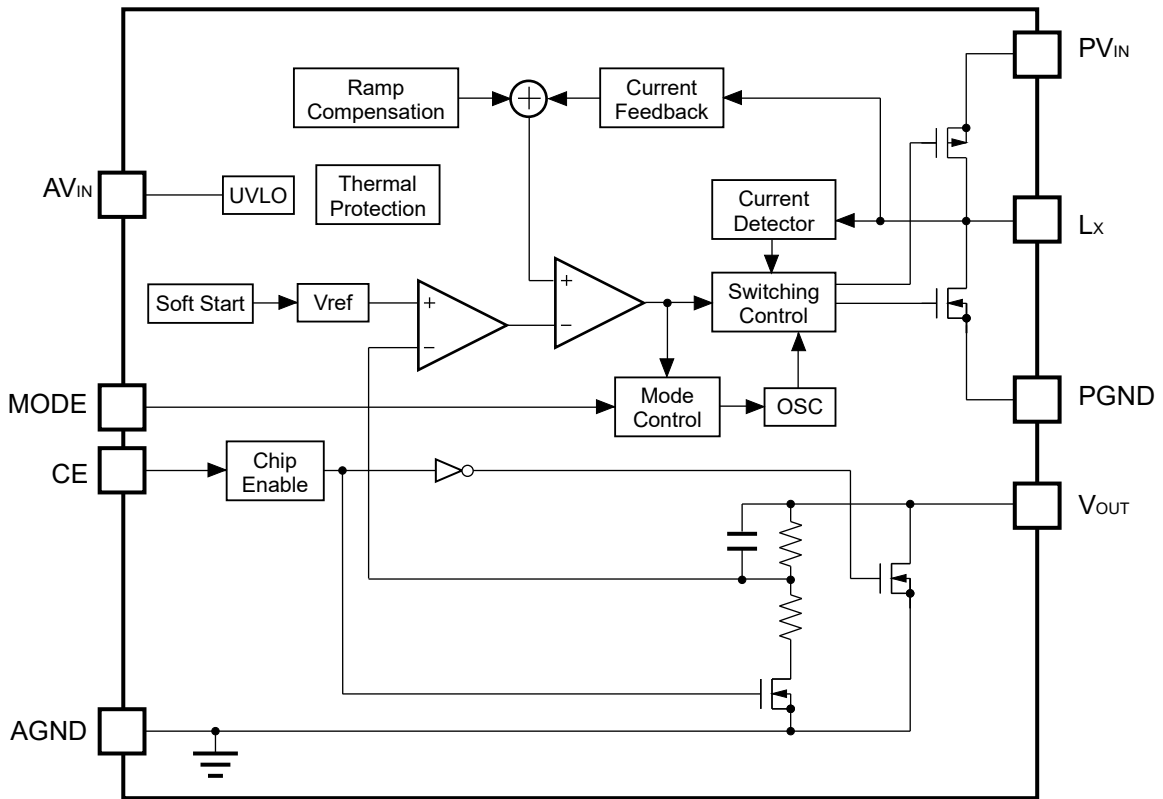 PVIN
Ramp
Compensation
Current
Feedback
AVIN
UVLO
Thermal
Protection
Current
Detector
LX
Soft Start
Vref
+
−
+
−
Switching
Control
MODE
Mode
Control
OSC
PGND
CE
Chip
Enable
VOUT
AGND